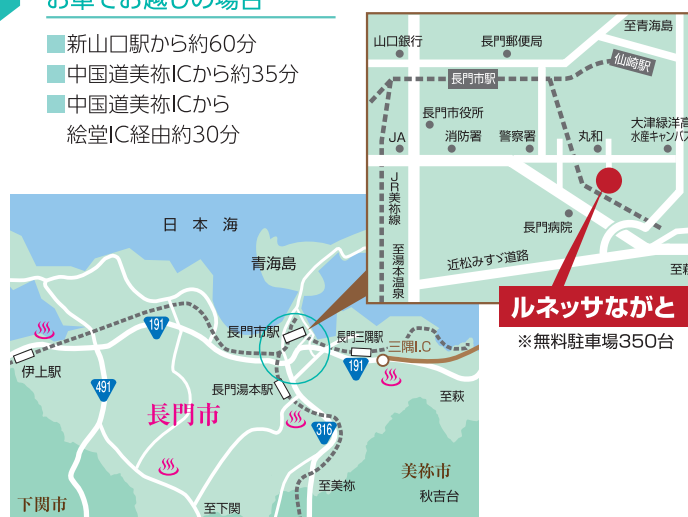 お車でお越しの場合
■新山口駅から約60分
■中国道美祢ICから約35分
■中国道美祢ICから
絵堂IC経由約30分
至青海島
山口銀行
長門郵便局
仙崎駅
長門市駅
長門市役所
大津緑洋高
水産キャンパス
JA
消防署
警察署
丸和
JR美祢線
至湯本温泉
長門病院
近松みすゞ道路
至萩
ルネッサながと
※無料駐車場350台
日本海
青海島
191
長門市駅
長門三隅駅
三隅I.C
191
伊上駅
491
長門湯本駅
至萩
長門市
316
美祢市
至美祢
秋吉台
下関市
至下関